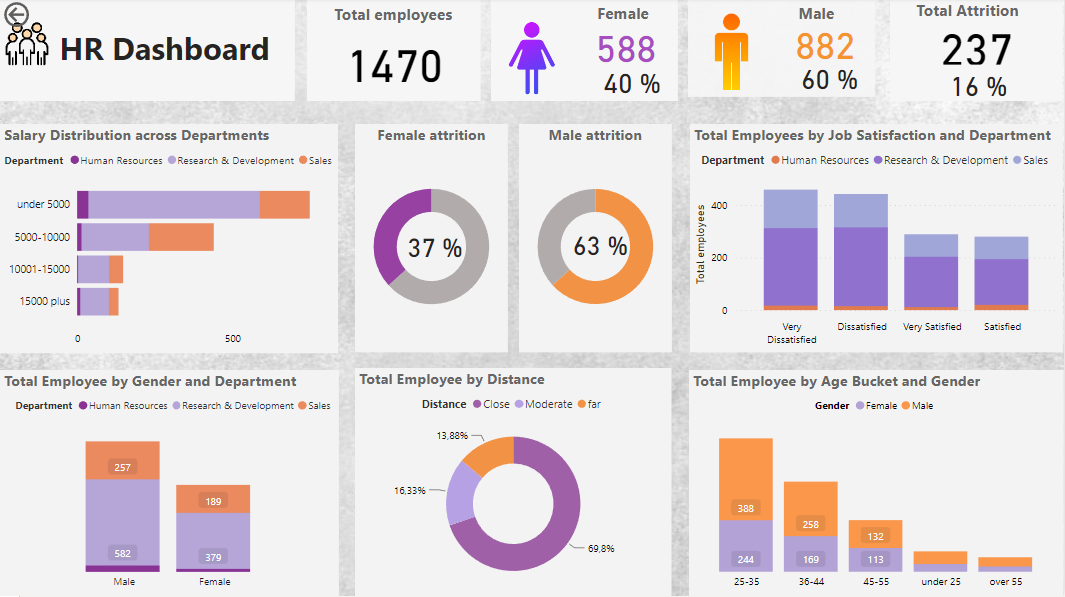 HR Dashboard
Total employees
1470
Female
588
40 %
Male
882
60 %
Total Attrition
237
16 %
Salary Distribution across Departments
Department Human Resources Research & Development Sales
under 5000
5000-10000
10001-15000
15000 plus
0 500
Female attrition
37 %
Male attrition
63 %
Total Employees by Job Satisfaction and Department
Department Human Resources Research & Development Sales
Total employees
400
200
0
Very Dissatisfied
Dissatisfied
Very Satisfied
Satisfied
Total Employee by Gender and Department
Department Human Resources Research & Development Sales
257
582
189
379
Male Female
Total Employee by Distance
Distance Close Moderate far
13,88%
16,33%
69,8%
Total Employee by Age Bucket and Gender
Gender Female Male
388
244
258
169
132
113
25-35 36-44 45-55 under 25 over 55